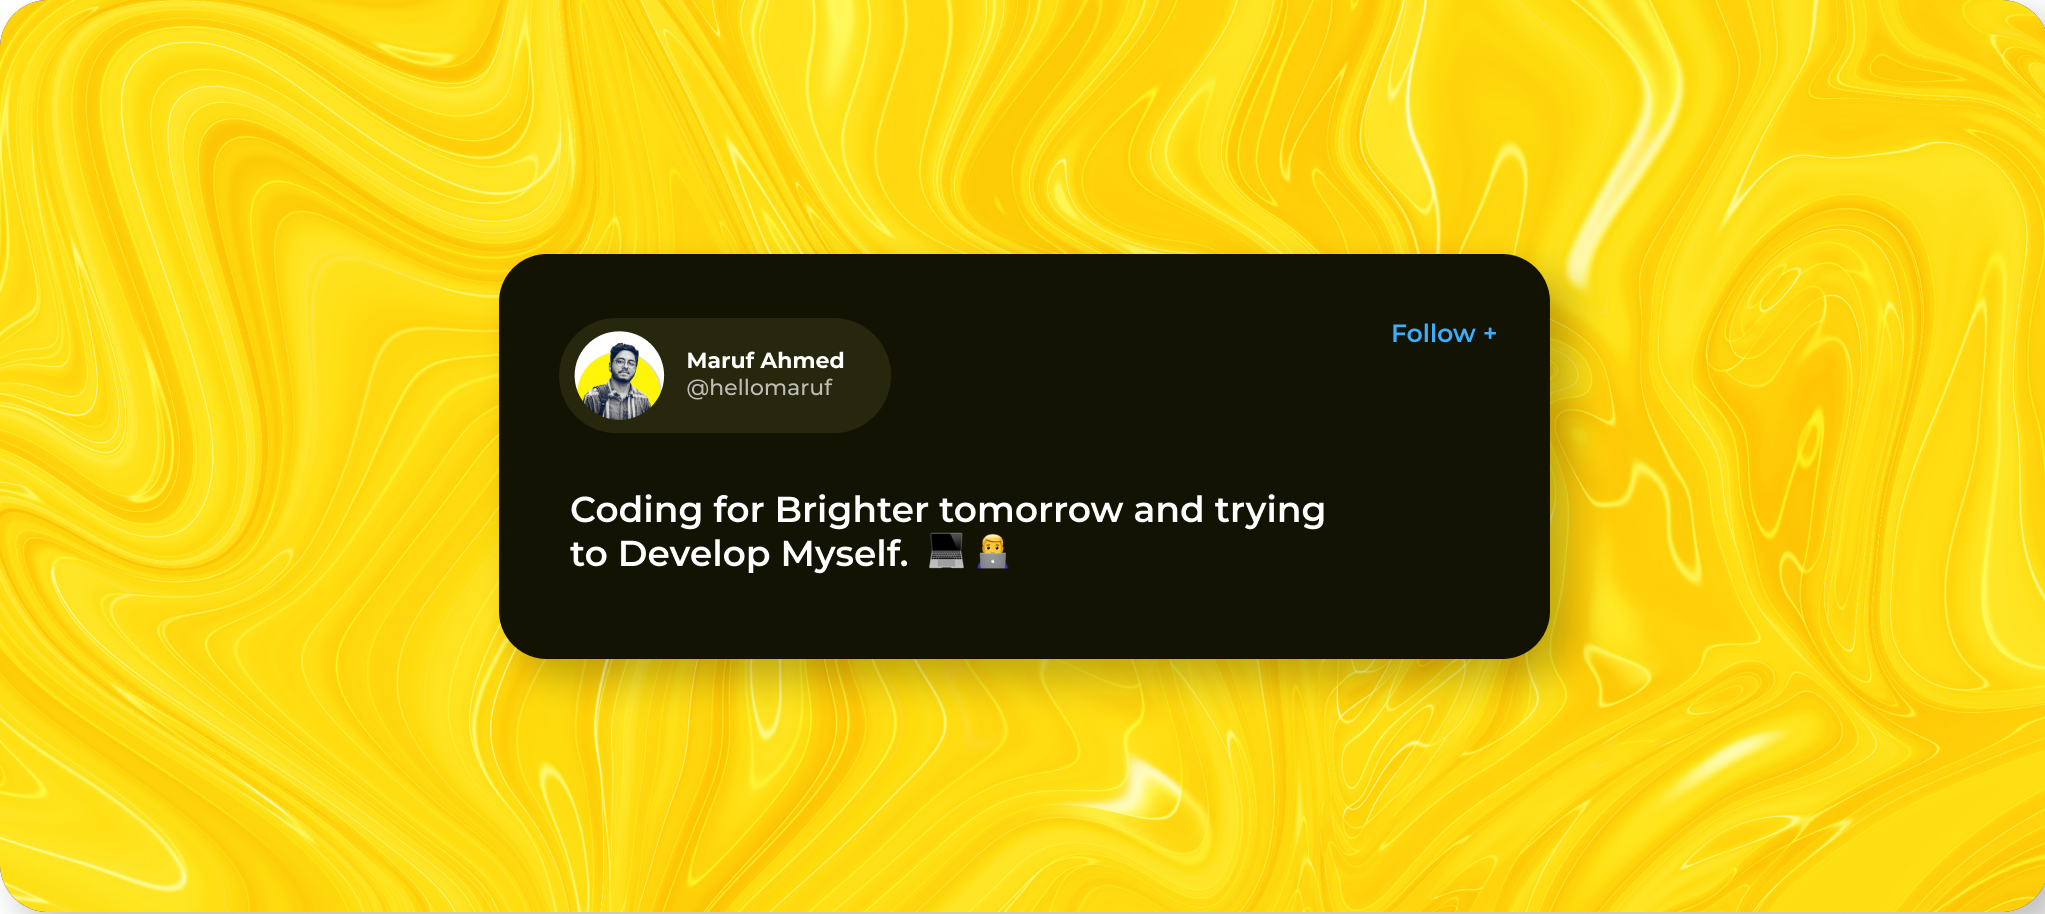 Maruf Ahmed
@hellomaruf
Follow +
Coding for Brighter tomorrow and trying
to Develop Myself. 💻 👨‍💻